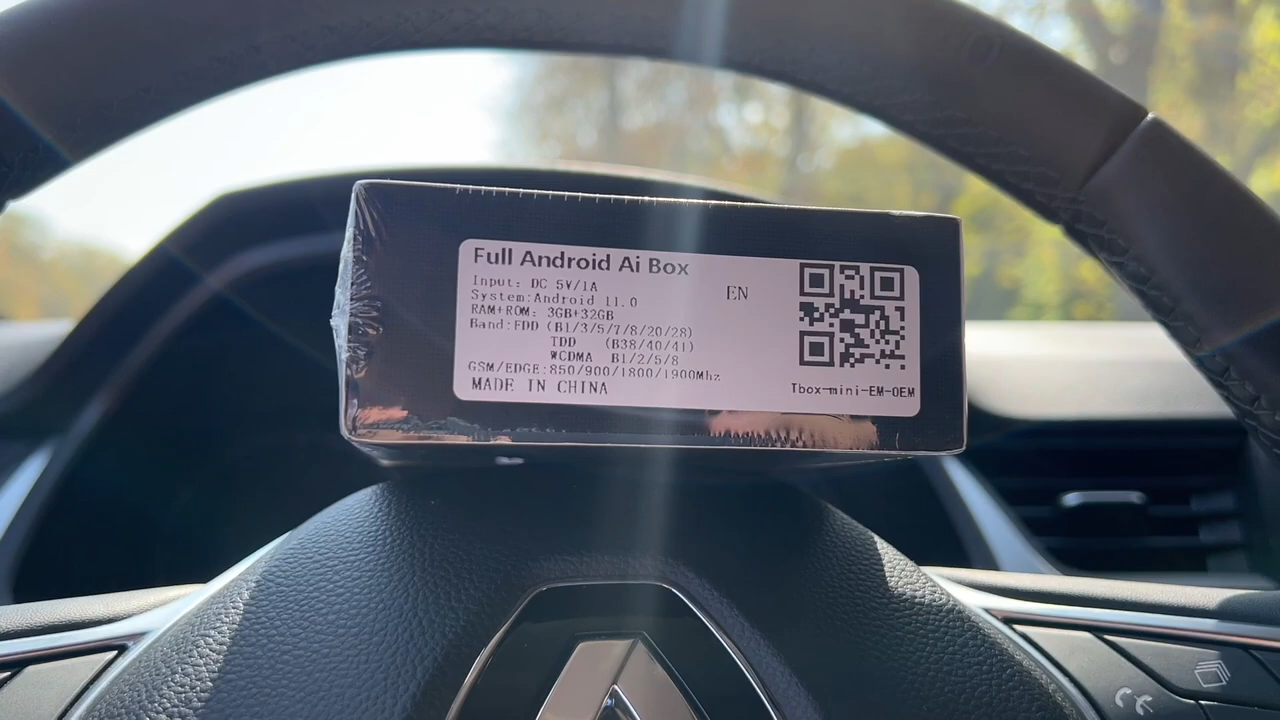 Full Android Ai Box
Input: DC 5V/1A
EN
System:Android 11.0
RAM+ROM: 3GB+32GB
Band:FDD (B1/3/5/7/8/20/28)
TDD (B38/40/41)
WCDMA B1/2/5/8
GSM/EDGE:850/900/1800/1900Mhz
MADE IN CHINA
Tbox-mini-EM-OEM